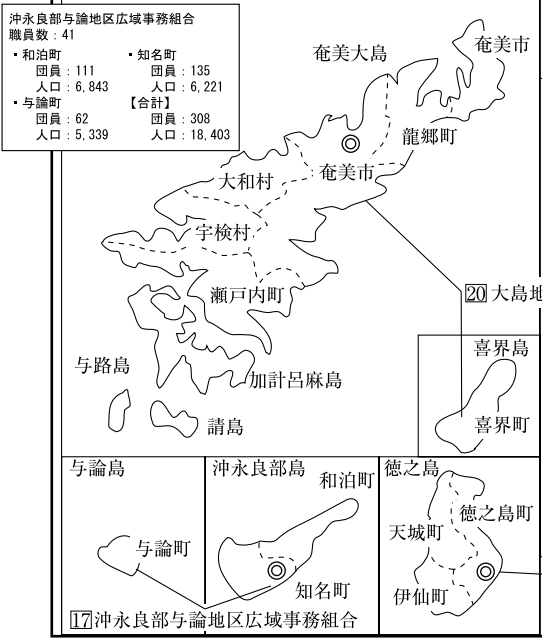 沖永良部与論地区広域事務組合
職員数：41
・和泊町
団員：111
人口：6,843
・知名町
団員：135
人口：6,221
・与論町
団員：62
人口：5,339
【合計】
団員：308
人口：18,403
奄美大島
奄美市
龍郷町
奄美市
大和村
宇検村
瀬戸内町
20 大島地
喜界島
与路島
加計呂麻島
請島
喜界町
与論島
沖永良部島
徳之島
和泊町
徳之島町
天城町
与論町
知名町
伊仙町
17 沖永良部与論地区広域事務組合